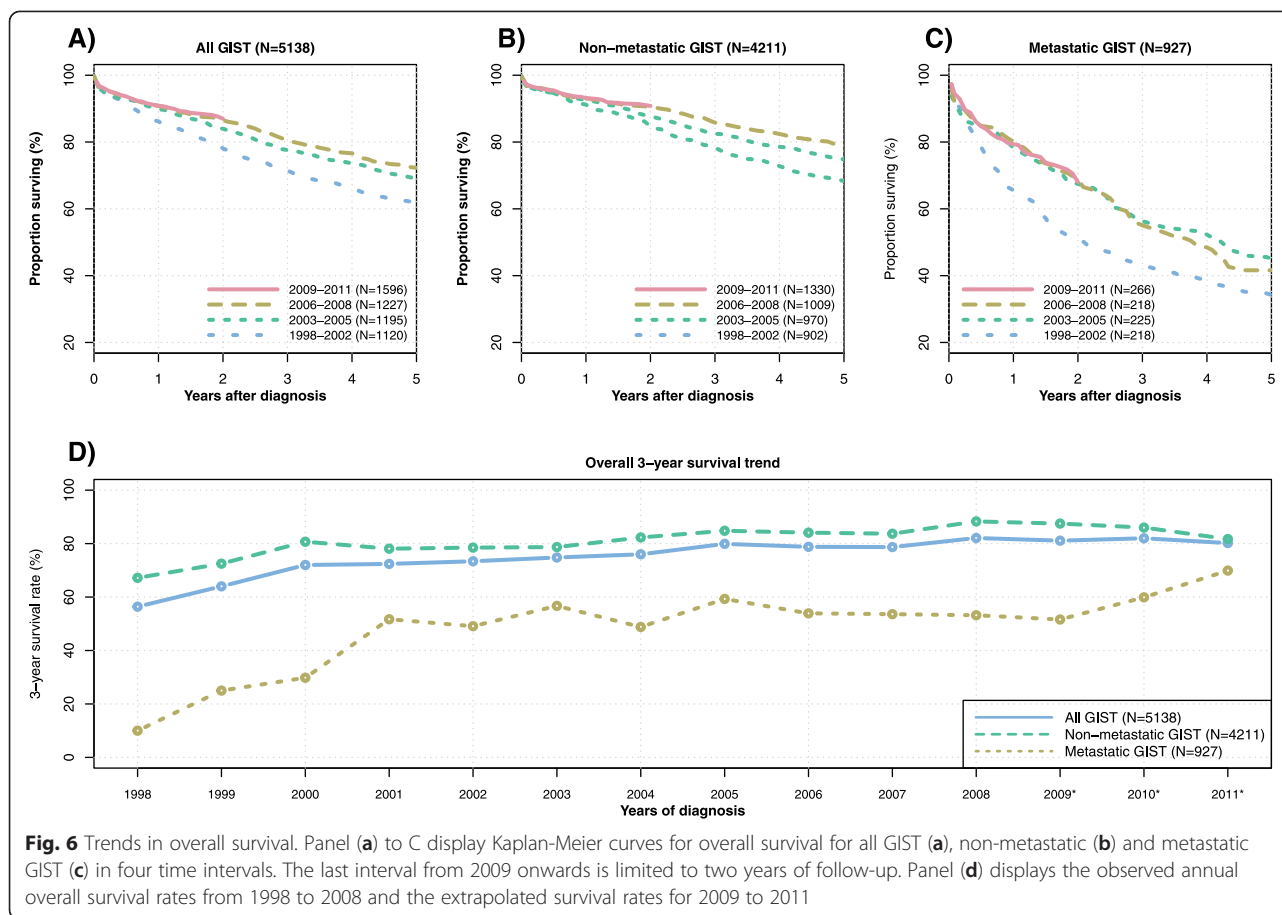 A)
All GIST (N=5138)
100
80
60
40
20
Proportion surving (%)
2009–2011 (N=1596)
2006–2008 (N=1227)
2003–2005 (N=1195)
1998–2002 (N=1120)
0 1 2 3 4 5
Years after diagnosis
B)
Non–metastatic GIST (N=4211)
100
80
60
40
20
Proportion surving (%)
2009–2011 (N=1330)
2006–2008 (N=1009)
2003–2005 (N=970)
1998–2002 (N=902)
0 1 2 3 4 5
Years after diagnosis
C)
Metastatic GIST (N=927)
100
80
60
40
20
Proportion surving (%)
2009–2011 (N=266)
2006–2008 (N=218)
2003–2005 (N=225)
1998–2002 (N=218)
0 1 2 3 4 5
Years after diagnosis
D)
Overall 3–year survival trend
100
80
60
40
20
0
3–year survival rate (%)
All GIST (N=5138)
Non–metastatic GIST (N=4211)
Metastatic GIST (N=927)
1998 1999 2000 2001 2002 2003 2004 2005 2006 2007 2008 2009* 2010* 2011*
Years of diagnosis
Fig. 6 Trends in overall survival. Panel (a) to C display Kaplan-Meier curves for overall survival for all GIST (a), non-metastatic (b) and metastatic
GIST (c) in four time intervals. The last interval from 2009 onwards is limited to two years of follow-up. Panel (d) displays the observed annual
overall survival rates from 1998 to 2008 and the extrapolated survival rates for 2009 to 2011